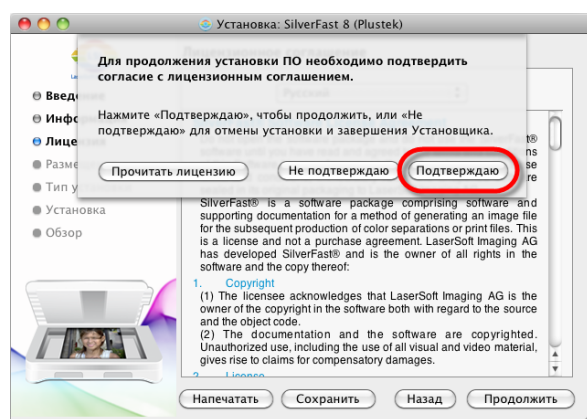 Установка: SilverFast 8 (Plustek)
Для продолжения установки ПО необходимо подтвердить
согласие с лицензионным соглашением.
Нажмите «Подтверждаю», чтобы продолжить, или «Не
подтверждаю» для отмены установки и завершения Установщика.
Прочитать лицензию
Не подтверждаю
Подтверждаю
Установка
Обзор
SilverFast® is a software package comprising software and
supporting documentation for a method of generating an image file
for the subsequent production of color separations or print files. This
is a license and not a purchase agreement. LaserSoft Imaging AG
has developed SilverFast® and is the owner of all rights in the
software and the copy thereof:
1. Copyright
(1) The licensee acknowledges that LaserSoft Imaging AG is the
owner of the copyright in the software both with regard to the source
and the object code.
(2) The documentation and the software are copyrighted.
Unauthorized use, including the use of all visual and video material,
gives rise to claims for compensatory damages.
2. License
Напечатать
Сохранить
Назад
Продолжить